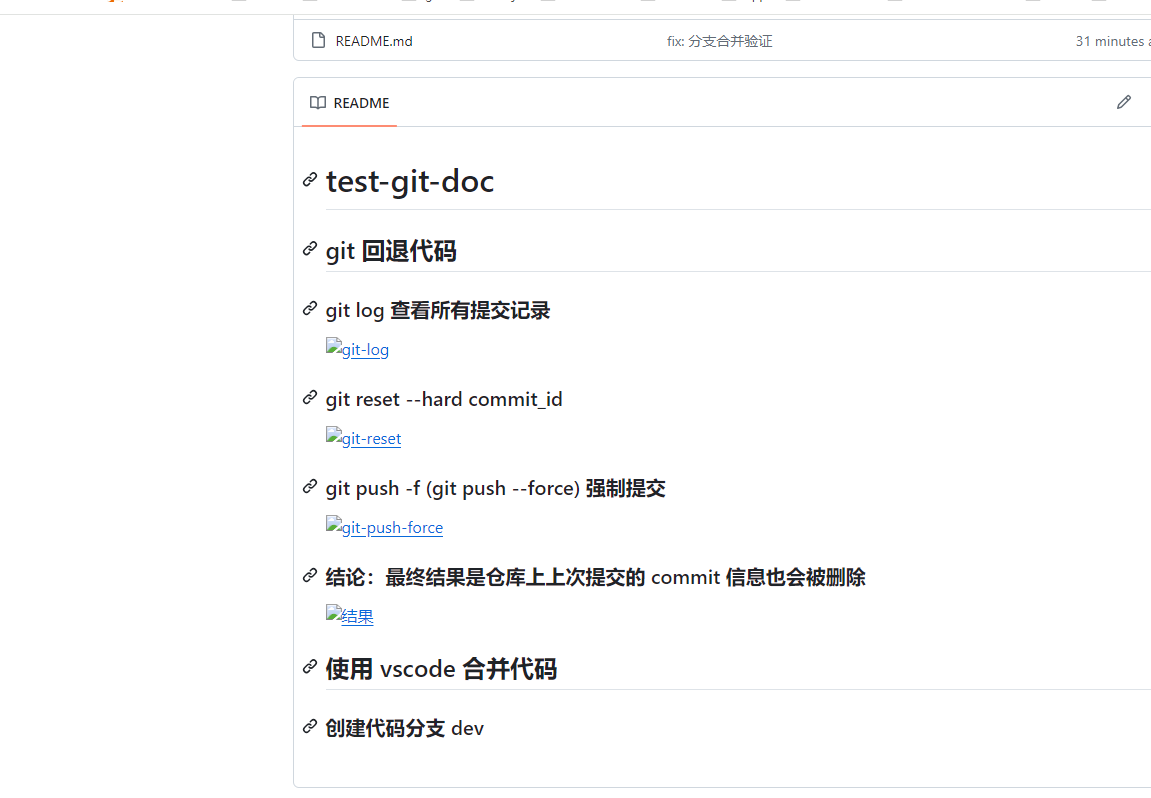 README.md
fix: 分支合并验证
31 minutes
README
test-git-doc
git 回退代码
git log 查看所有提交记录
git-log
git reset --hard commit_id
git-reset
git push -f (git push --force) 强制提交
git-push-force
结论：最终结果是仓库上上次提交的 commit 信息也会被删除
结果
使用 vscode 合并代码
创建代码分支 dev